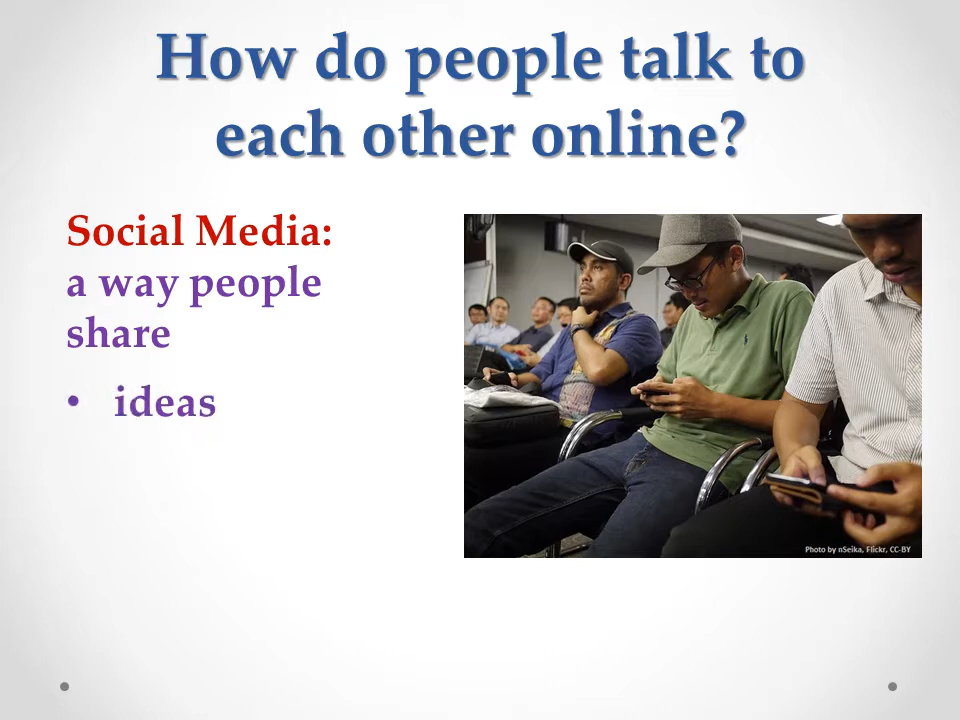 How do people talk to
each other online?
Social Media:
a way people
share
• ideas
Photo by nSeika, Flickr, CC-BY